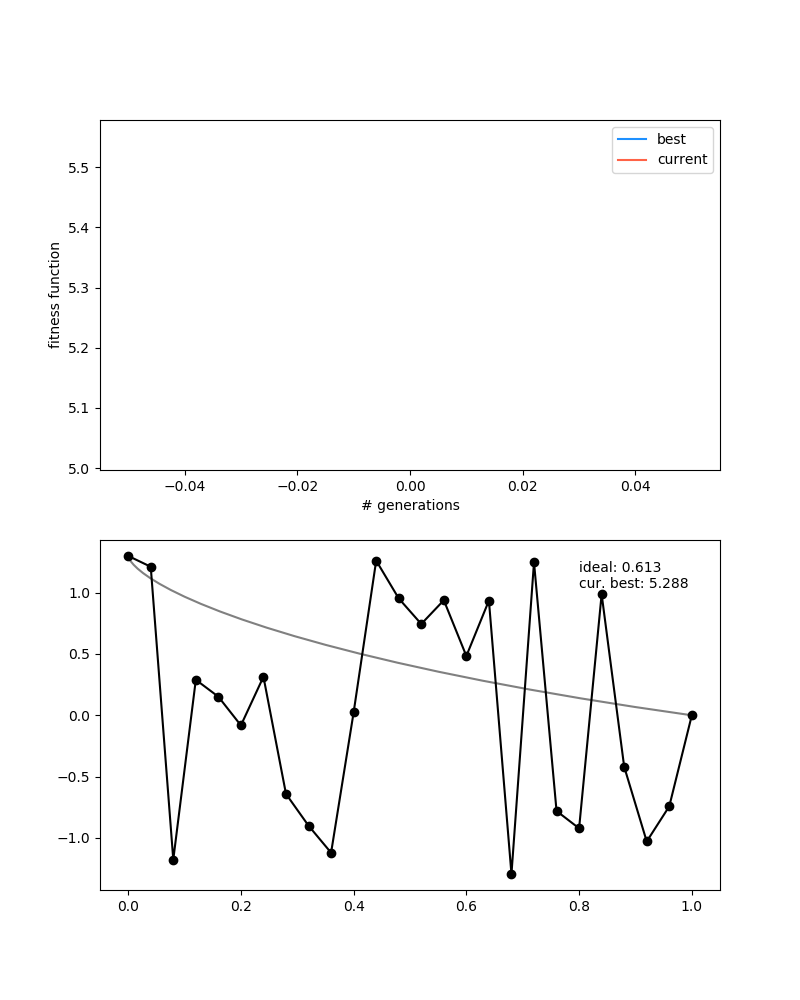 best
current
5.5
5.4
5.3
5.2
5.1
5.0
fitness function
−0.04 −0.02 0.00 0.02 0.04
# generations
ideal: 0.613
cur. best: 5.288
1.0
0.5
0.0
−0.5
−1.0
0.0 0.2 0.4 0.6 0.8 1.0